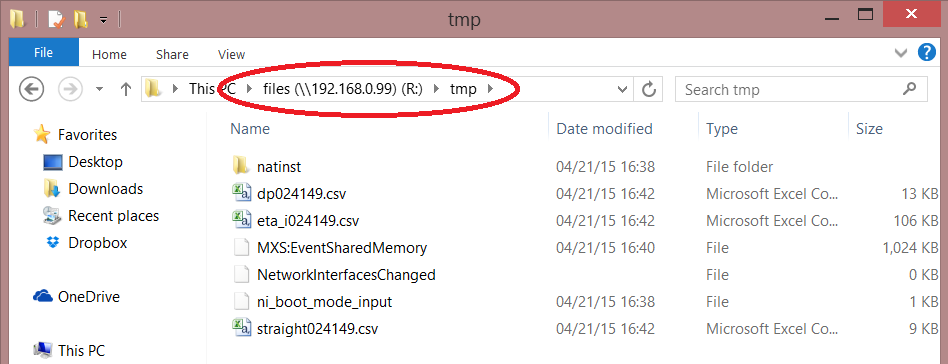 tmp
File Home Share View
This PC files (\\192.168.0.99) (R:) tmp Search tmp
Name Date modified Type Size
Favorites
Desktop
Downloads
Recent places
Dropbox
OneDrive
This PC
natinst 04/21/15 16:38 File folder
dp024149.csv 04/21/15 16:42 Microsoft Excel Co... 13 KB
eta_i024149.csv 04/21/15 16:42 Microsoft Excel Co... 106 KB
MXS:EventSharedMemory 04/21/15 16:40 File 1,024 KB
NetworkInterfacesChanged File 0 KB
ni_boot_mode_input 04/21/15 16:38 File 1 KB
straight024149.csv 04/21/15 16:42 Microsoft Excel Co... 9 KB